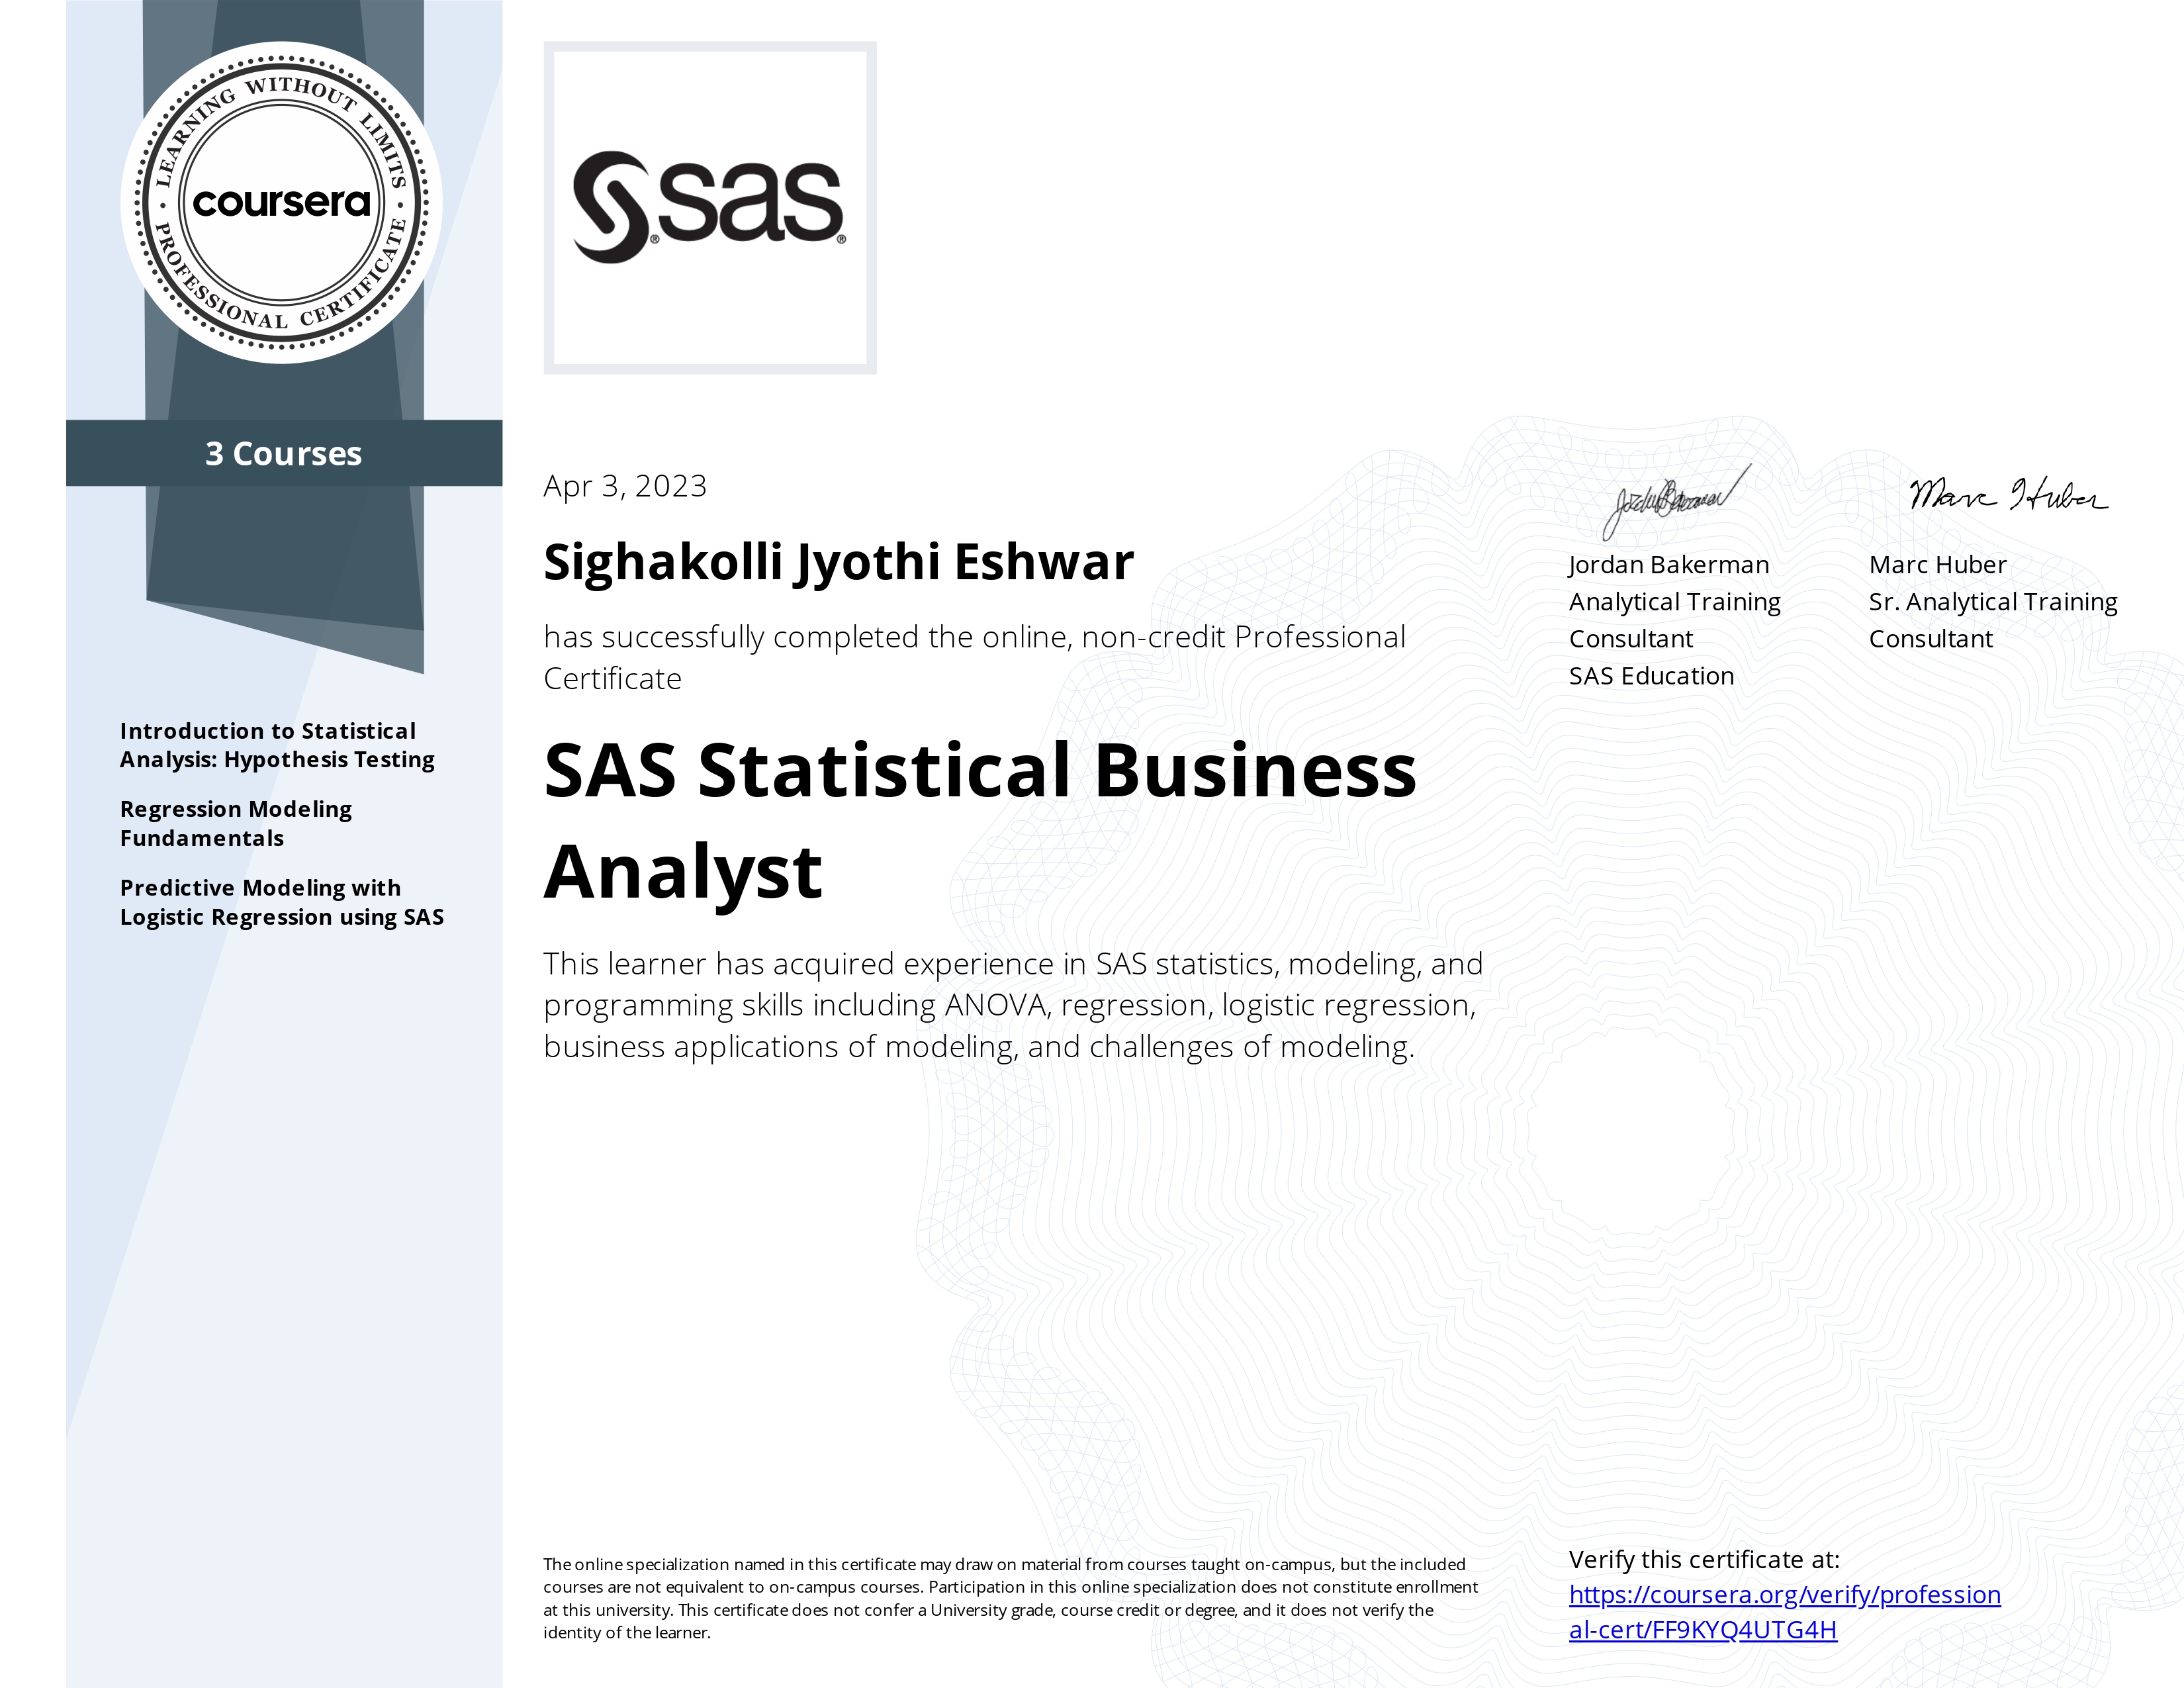 LEARNING WITHOUT LIMITS
coursera
PROFESSIONAL CERTIFICATE
3 Courses
Introduction to Statistical
Analysis: Hypothesis Testing
Regression Modeling
Fundamentals
Predictive Modeling with
Logistic Regression using SAS
sas
Apr 3, 2023
Sighakolli Jyothi Eshwar
has successfully completed the online, non-credit Professional
Certificate
SAS Statistical Business
Analyst
This learner has acquired experience in SAS statistics, modeling, and
programming skills including ANOVA, regression, logistic regression,
business applications of modeling, and challenges of modeling.
Jordan Bakerman
Analytical Training
Consultant
SAS Education
Marc Huber
Marc Huber
Sr. Analytical Training
Consultant
The online specialization named in this certificate may draw on material from courses taught on-campus, but the included
courses are not equivalent to on-campus courses. Participation in this online specialization does not constitute enrollment
at this university. This certificate does not confer a University grade, course credit or degree, and it does not verify the
identity of the learner.
Verify this certificate at:
https://coursera.org/verify/profession
al-cert/FF9KYQ4UTG4H